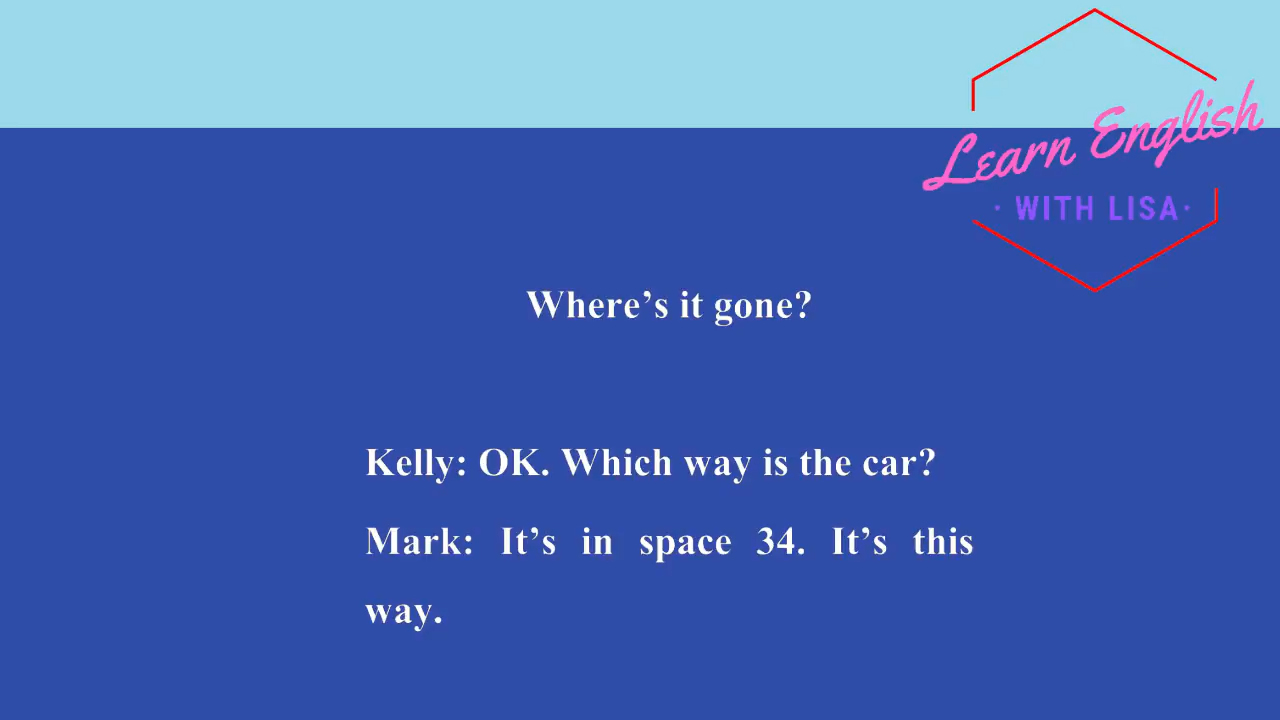 Learn English
· WITH LISA·
Where’s it gone?
Kelly: OK. Which way is the car?
Mark: It’s in space 34. It’s this
way.